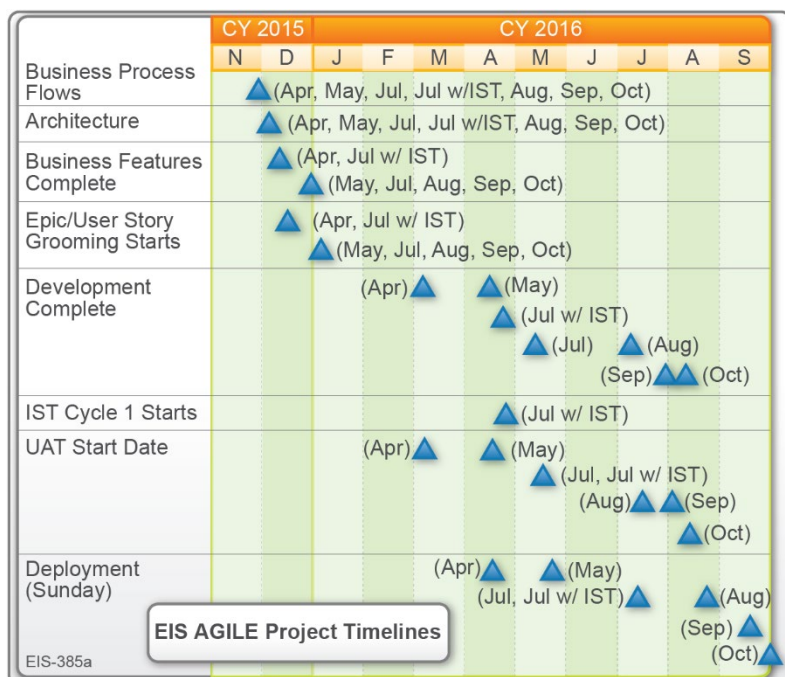 CY 2015 CY 2016
N D J F M A M J J A S
Business Process
Flows
(Apr, May, Jul, Jul w/IST, Aug, Sep, Oct)
Architecture
(Apr, May, Jul, Jul w/IST, Aug, Sep, Oct)
Business Features
Complete
(Apr, Jul w/ IST)
(May, Jul, Aug, Sep, Oct)
Epic/User Story
Grooming Starts
(Apr, Jul w/ IST)
(May, Jul, Aug, Sep, Oct)
Development
Complete
(Apr) (May)
(Jul w/ IST)
(Jul) (Aug)
(Sep) (Oct)
IST Cycle 1 Starts
(Jul w/ IST)
UAT Start Date
(Apr) (May)
(Jul, Jul w/ IST)
(Aug) (Sep)
(Oct)
Deployment
(Sunday)
(Apr) (May)
(Jul, Jul w/ IST) (Aug)
(Sep)
(Oct)
EIS AGILE Project Timelines
EIS-385a